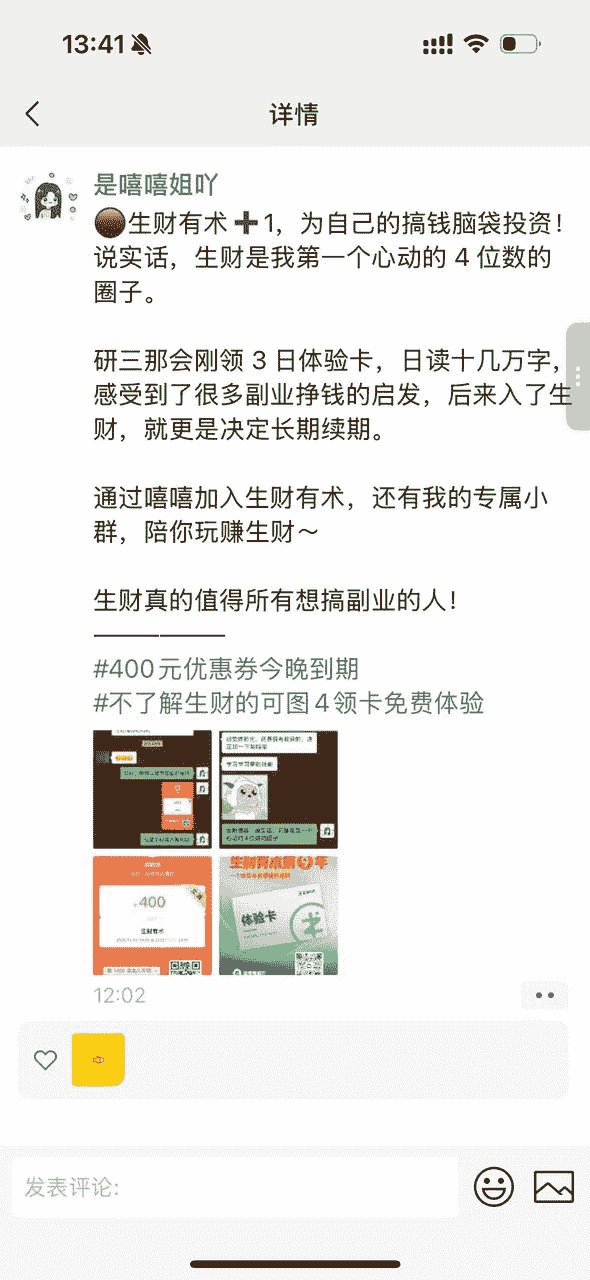 13:41
详情
是嘻嘻姐吖
生财有术➕1，为自己的搞钱脑袋投资！
说实话，生财是我第一个心动的 4 位数的
圈子。
研三那会刚领 3 日体验卡，日读十几万字，
感受到了很多副业挣钱的启发，后来入了生
财，就更是决定长期续期。
通过嘻嘻加入生财有术，还有我的专属小
群，陪你玩赚生财～
生财真的值得所有想搞副业的人！
——————
#400元优惠券今晚到期
#不了解生财的可图4领卡免费体验
学习学习搞副业
400
生财有术
体验卡
12:02
发表评论: